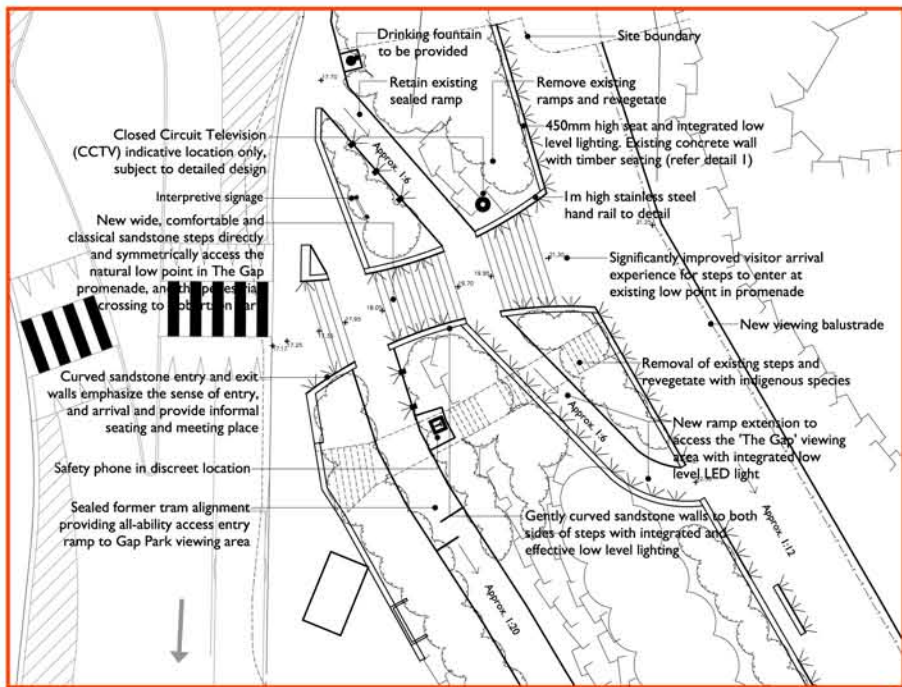 Drinking fountain
to be provided
Site boundary
17.70
Retain existing
sealed ramp
Remove existing
ramps and revegetate
Closed Circuit Television
(CCTV) indicative location only,
subject to detailed design
Approx. 1:6
450mm high seat and integrated low
level lighting. Existing concrete wall
with timber seating (refer detail 1)
Interpretive signage
1m high stainless steel
hand rail to detail
New wide, comfortable and
classical sandstone steps directly
and symmetrically access the
natural low point in The Gap
promenade, and the pedestrian
crossing to Robertson Park
Significantly improved visitor arrival
experience for steps to enter at
existing low point in promenade
New viewing balustrade
Curved sandstone entry and exit
walls emphasize the sense of entry,
and arrival and provide informal
seating and meeting place
Removal of existing steps and
revegetate with indigenous species
Approx. 1:6
New ramp extension to
access the 'The Gap' viewing
area with integrated low
level LED light
Safety phone in discreet location
Sealed former tram alignment
providing all-ability access entry
ramp to Gap Park viewing area
Gently curved sandstone walls to both
sides of steps with integrated and
effective low level lighting
Approx. 1:12
Approx. 1:20